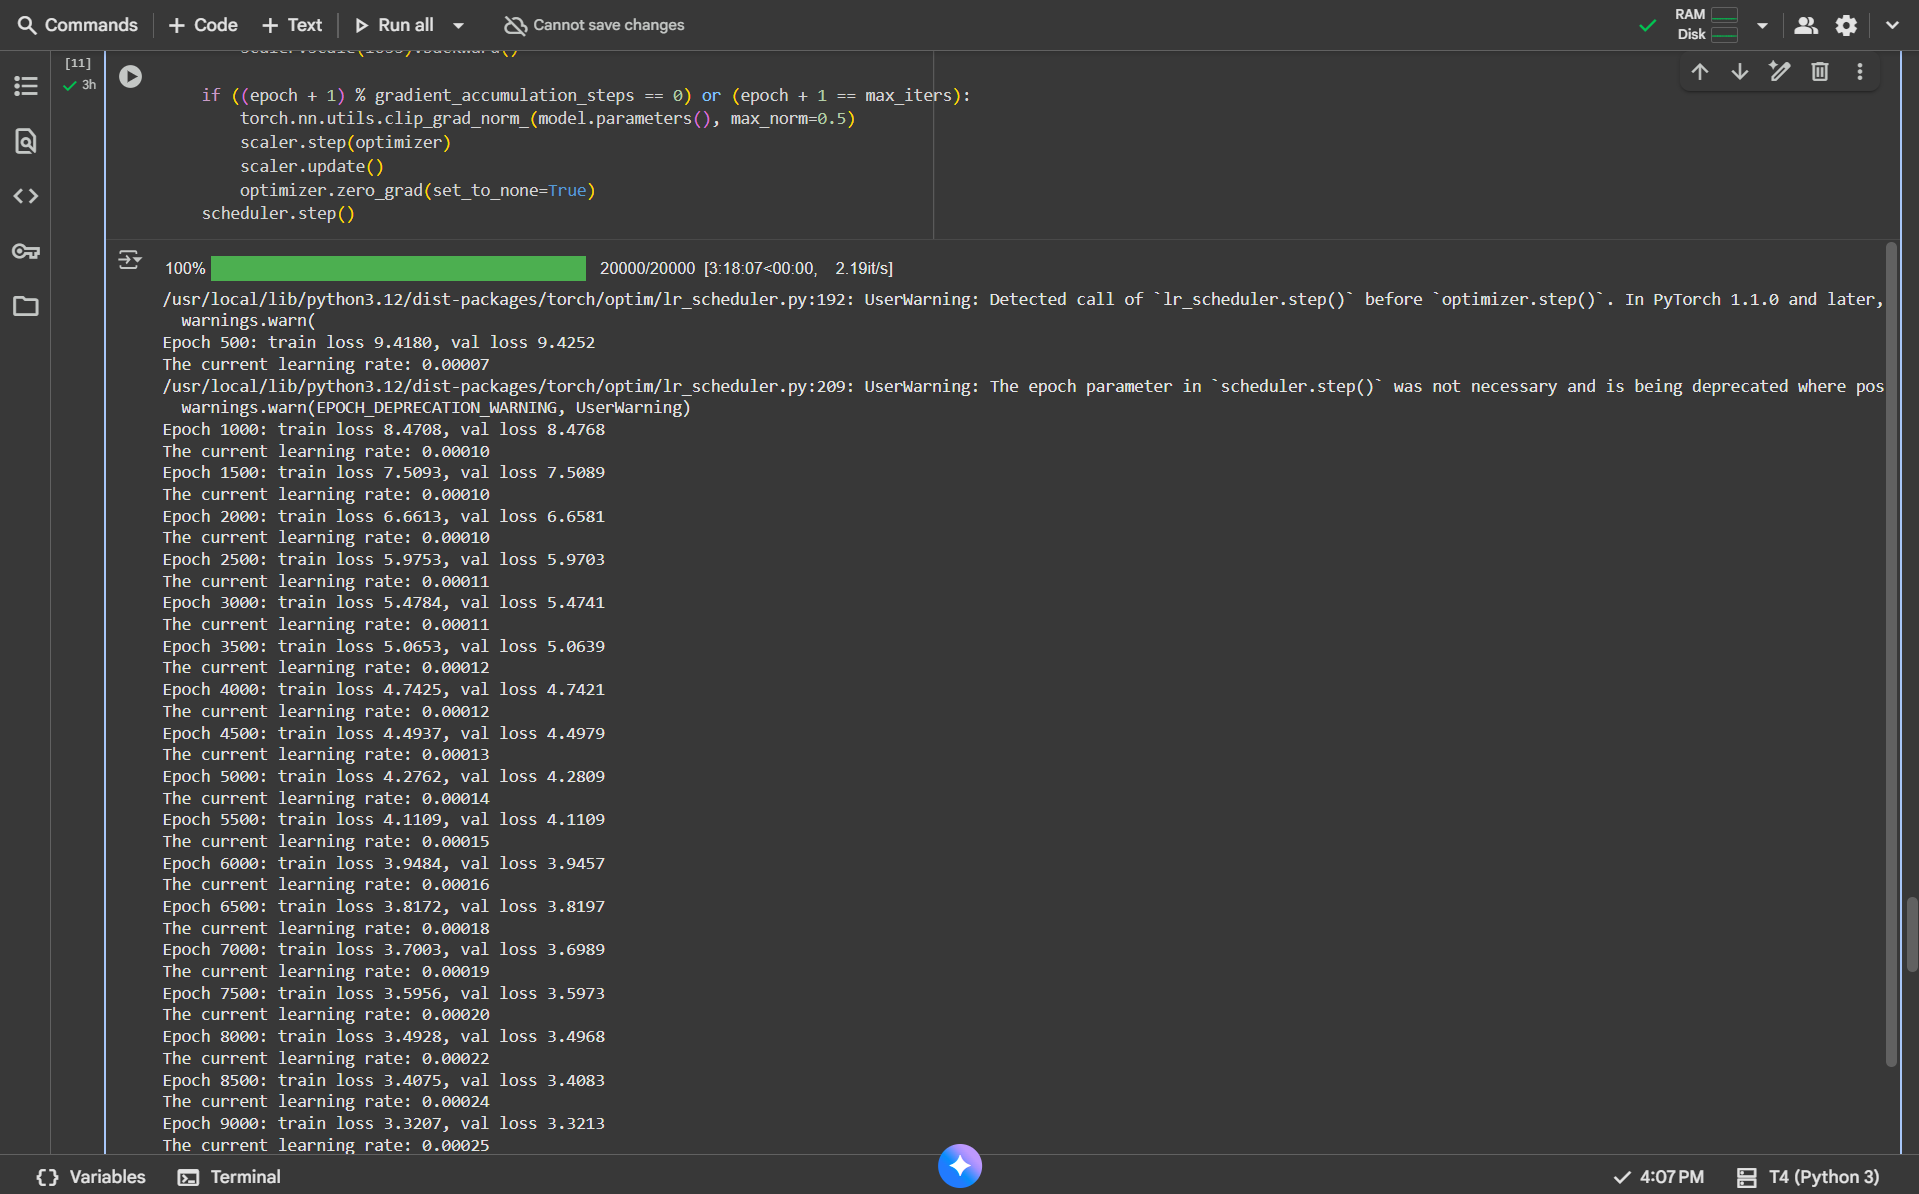 Commands + Code + Text Run all Cannot save changes RAM Disk
[11]
3h
if ((epoch + 1) % gradient_accumulation_steps == 0) or (epoch + 1 == max_iters):
torch.nn.utils.clip_grad_norm_(model.parameters(), max_norm=0.5)
scaler.step(optimizer)
scaler.update()
optimizer.zero_grad(set_to_none=True)
scheduler.step()
100% 20000/20000 [3:18:07<00:00, 2.19it/s]
/usr/local/lib/python3.12/dist-packages/torch/optim/lr_scheduler.py:192: UserWarning: Detected call of `lr_scheduler.step()` before `optimizer.step()`. In PyTorch 1.1.0 and later,
warnings.warn(
Epoch 500: train loss 9.4180, val loss 9.4252
The current learning rate: 0.00007
/usr/local/lib/python3.12/dist-packages/torch/optim/lr_scheduler.py:209: UserWarning: The epoch parameter in `scheduler.step()` was not necessary and is being deprecated where pos
warnings.warn(EPOCH_DEPRECATION_WARNING, UserWarning)
Epoch 1000: train loss 8.4708, val loss 8.4768
The current learning rate: 0.00010
Epoch 1500: train loss 7.5093, val loss 7.5089
The current learning rate: 0.00010
Epoch 2000: train loss 6.6613, val loss 6.6581
The current learning rate: 0.00010
Epoch 2500: train loss 5.9753, val loss 5.9703
The current learning rate: 0.00011
Epoch 3000: train loss 5.4784, val loss 5.4741
The current learning rate: 0.00011
Epoch 3500: train loss 5.0653, val loss 5.0639
The current learning rate: 0.00012
Epoch 4000: train loss 4.7425, val loss 4.7421
The current learning rate: 0.00012
Epoch 4500: train loss 4.4937, val loss 4.4979
The current learning rate: 0.00013
Epoch 5000: train loss 4.2762, val loss 4.2809
The current learning rate: 0.00014
Epoch 5500: train loss 4.1109, val loss 4.1109
The current learning rate: 0.00015
Epoch 6000: train loss 3.9484, val loss 3.9457
The current learning rate: 0.00016
Epoch 6500: train loss 3.8172, val loss 3.8197
The current learning rate: 0.00018
Epoch 7000: train loss 3.7003, val loss 3.6989
The current learning rate: 0.00019
Epoch 7500: train loss 3.5956, val loss 3.5973
The current learning rate: 0.00020
Epoch 8000: train loss 3.4928, val loss 3.4968
The current learning rate: 0.00022
Epoch 8500: train loss 3.4075, val loss 3.4083
The current learning rate: 0.00024
Epoch 9000: train loss 3.3207, val loss 3.3213
The current learning rate: 0.00025
Variables Terminal 4:07 PM T4 (Python 3)